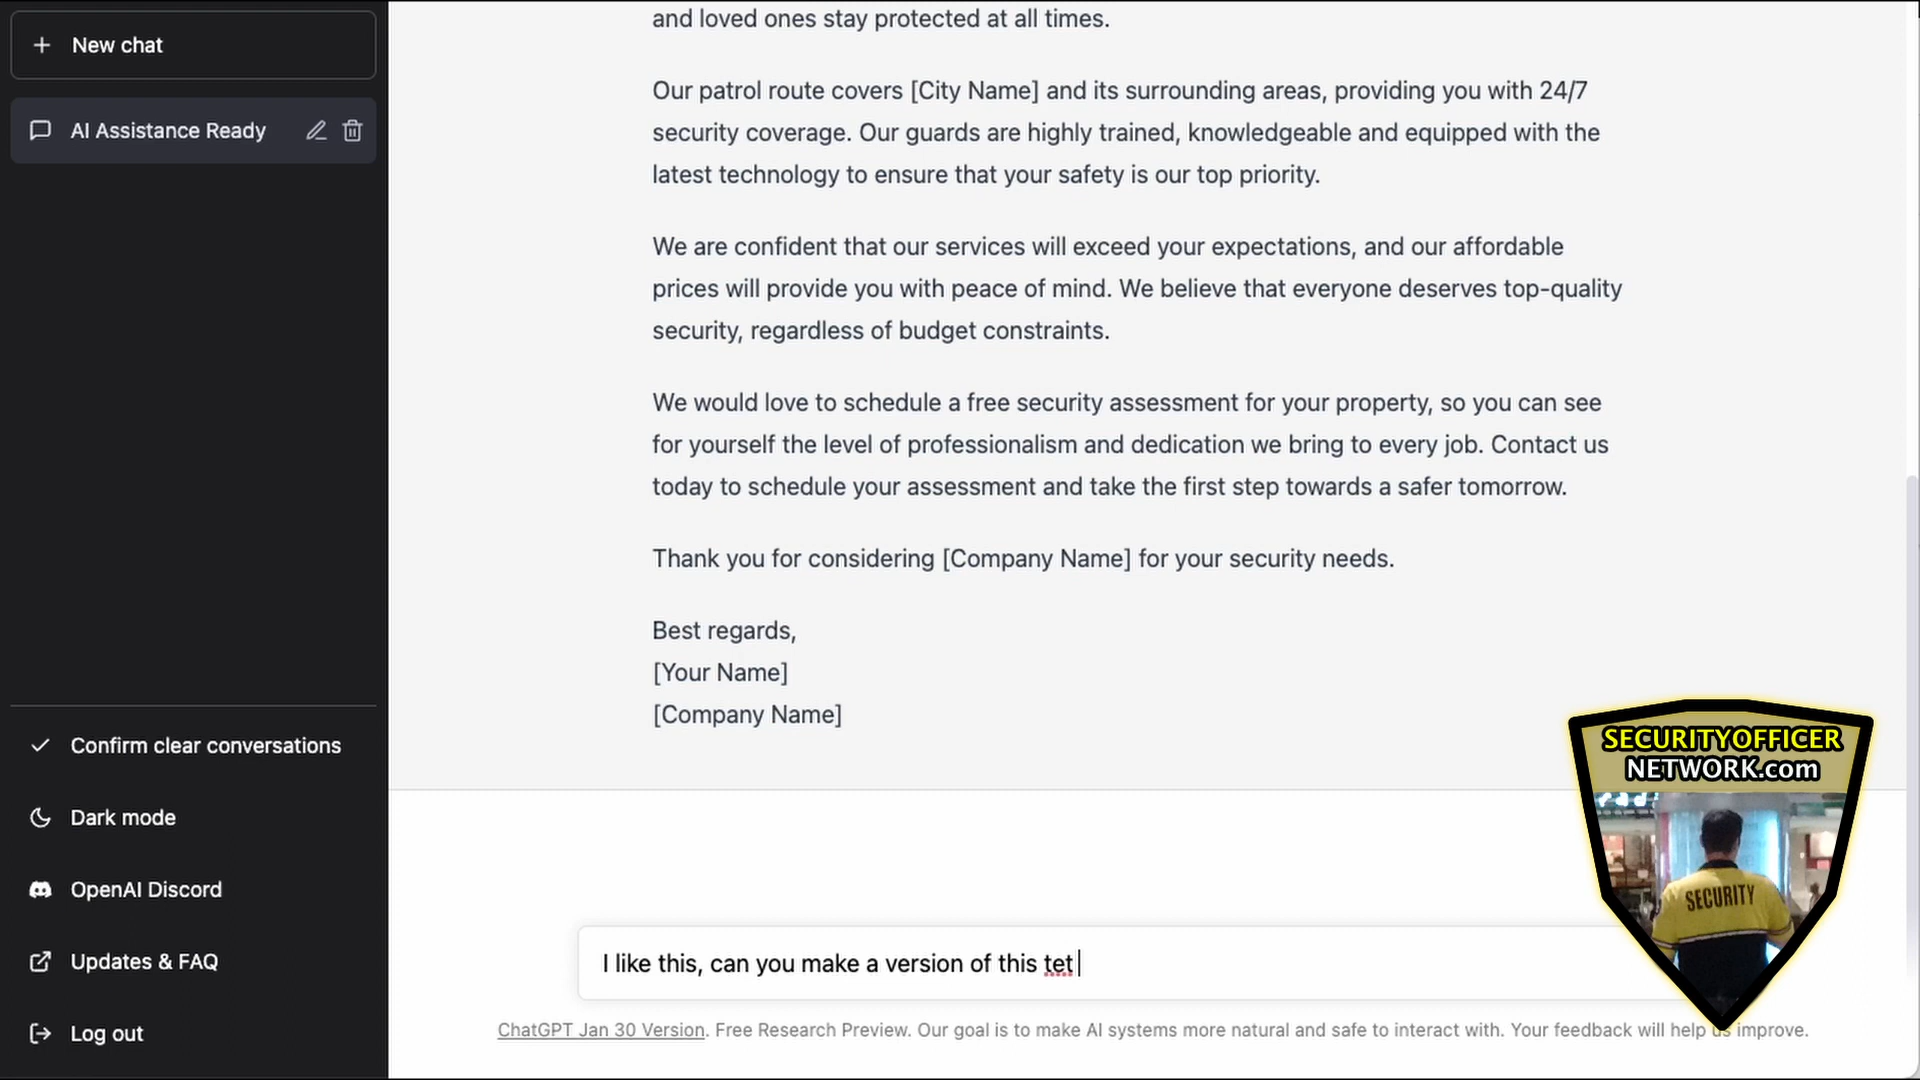 New chat
AI Assistance Ready
Confirm clear conversations
Dark mode
OpenAI Discord
Updates & FAQ
Log out
and loved ones stay protected at all times.
Our patrol route covers [City Name] and its surrounding areas, providing you with 24/7
security coverage. Our guards are highly trained, knowledgeable and equipped with the
latest technology to ensure that your safety is our top priority.
We are confident that our services will exceed your expectations, and our affordable
prices will provide you with peace of mind. We believe that everyone deserves top-quality
security, regardless of budget constraints.
We would love to schedule a free security assessment for your property, so you can see
for yourself the level of professionalism and dedication we bring to every job. Contact us
today to schedule your assessment and take the first step towards a safer tomorrow.
Thank you for considering [Company Name] for your security needs.
Best regards,
[Your Name]
[Company Name]
I like this, can you make a version of this tet
ChatGPT Jan 30 Version. Free Research Preview. Our goal is to make AI systems more natural and safe to interact with. Your feedback will help us improve.
SECURITYOFFICER
NETWORK.com
SECURITY